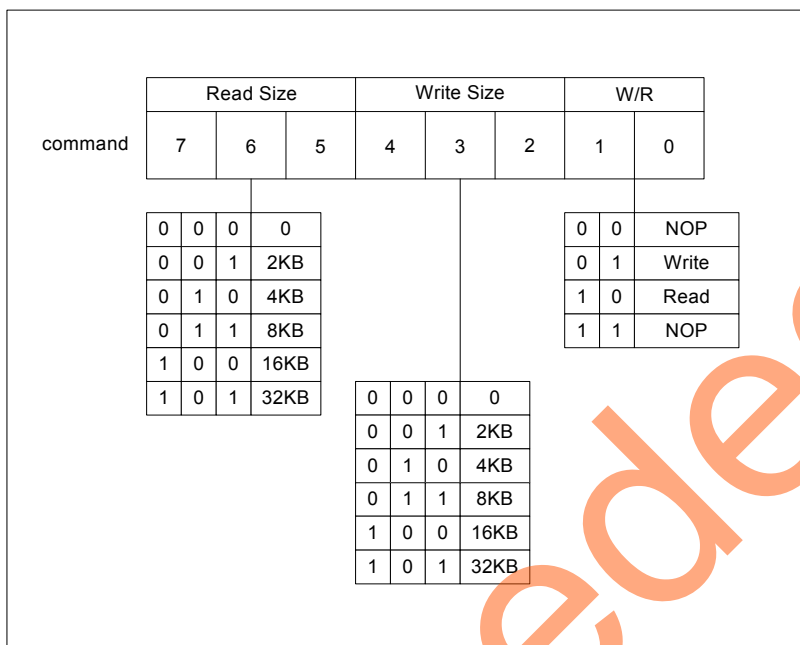 Read Size Write Size W/R
command 7 6 5 4 3 2 1 0
0 0 0 0 0 0 NOP
0 0 1 2KB 0 1 Write
0 1 0 4KB 1 0 Read
0 1 1 8KB 1 1 NOP
1 0 0 16KB
1 0 1 32KB
0 0 0 0
0 0 1 2KB
0 1 0 4KB
0 1 1 8KB
1 0 0 16KB
1 0 1 32KB